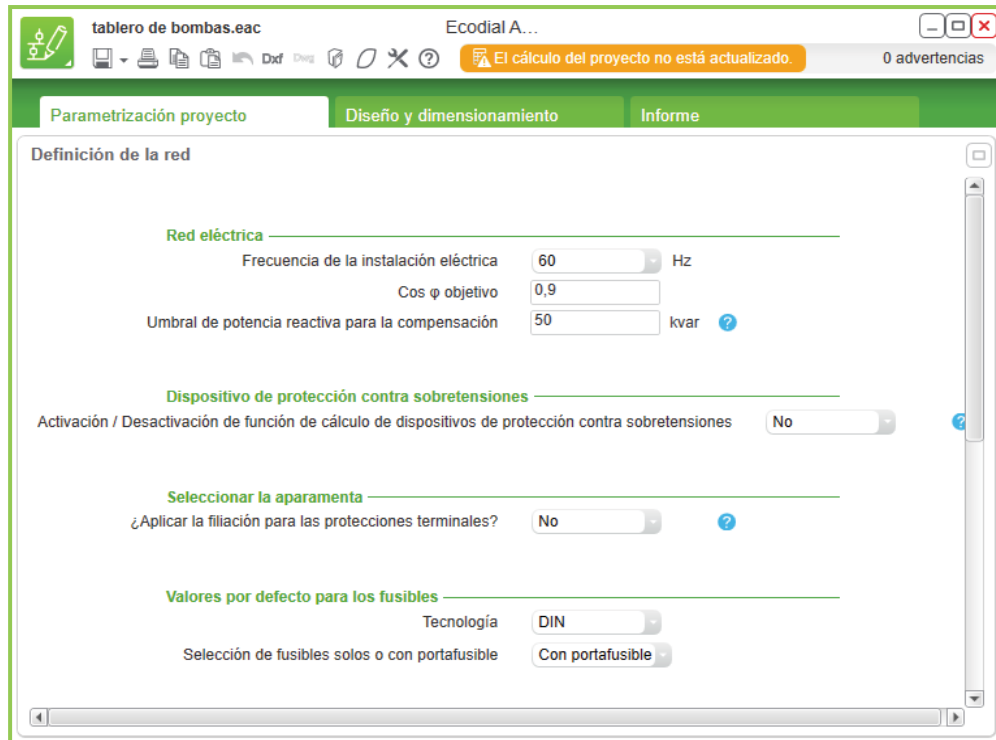 tablero de bombas.eac
Ecodial A...
Dxf
Dwg
El cálculo del proyecto no está actualizado.
0 advertencias
Parametrización proyecto
Diseño y dimensionamiento
Informe
Definición de la red
Red eléctrica
Frecuencia de la instalación eléctrica 60 Hz
Cos φ objetivo 0,9
Umbral de potencia reactiva para la compensación 50 kvar ?
Dispositivo de protección contra sobretensiones
Activación / Desactivación de función de cálculo de dispositivos de protección contra sobretensiones No ?
Seleccionar la aparamenta
¿Aplicar la filiación para las protecciones terminales? No ?
Valores por defecto para los fusibles
Tecnología DIN
Selección de fusibles solos o con portafusible Con portafusible